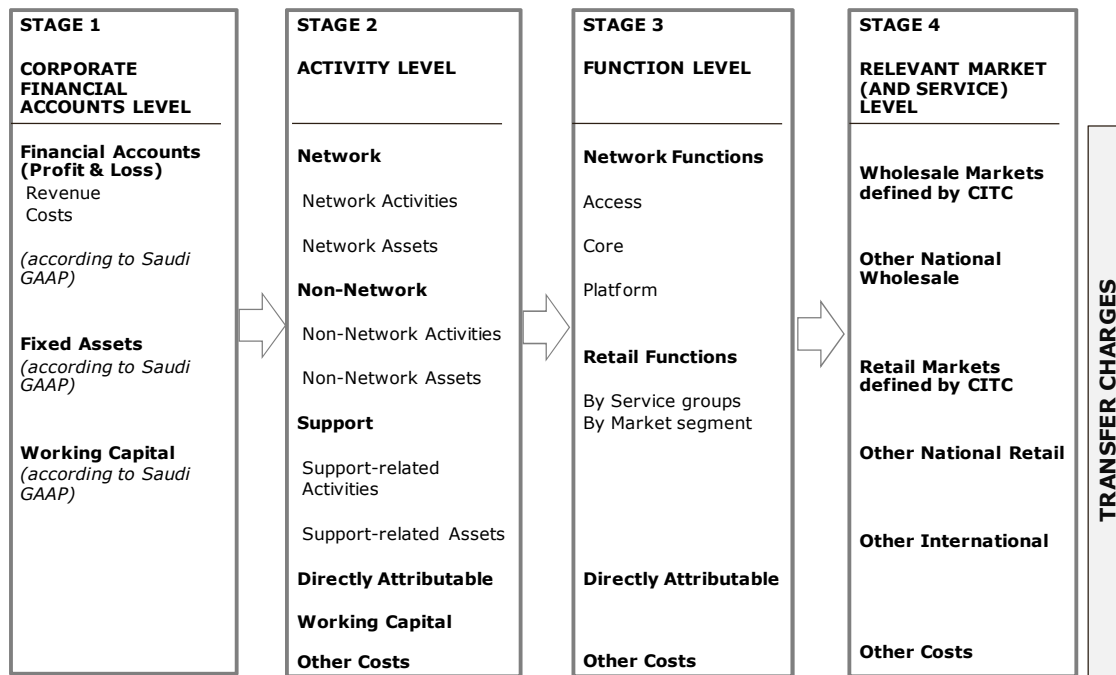 STAGE 1
CORPORATE
FINANCIAL
ACCOUNTS LEVEL
Financial Accounts
(Profit & Loss)
Revenue
Costs
(according to Saudi
GAAP)
Fixed Assets
(according to Saudi
GAAP)
Working Capital
(according to Saudi
GAAP)
STAGE 2
ACTIVITY LEVEL
Network
Network Activities
Network Assets
Non-Network
Non-Network Activities
Non-Network Assets
Support
Support-related
Activities
Support-related Assets
Directly Attributable
Working Capital
Other Costs
STAGE 3
FUNCTION LEVEL
Network Functions
Access
Core
Platform
Retail Functions
By Service groups
By Market segment
Directly Attributable
Other Costs
STAGE 4
RELEVANT MARKET
(AND SERVICE)
LEVEL
Wholesale Markets
defined by CITC
Other National
Wholesale
Retail Markets
defined by CITC
Other National Retail
Other International
Other Costs
TRANSFER CHARGES